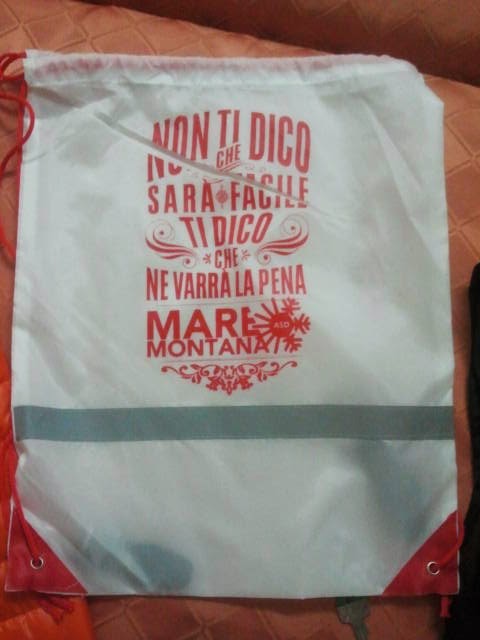 NON TI DICO
CHE
SARÀ FACILE
TI DICO
CHE
NE VARRÀ LA PENA
MARE
ASD
MONTANA